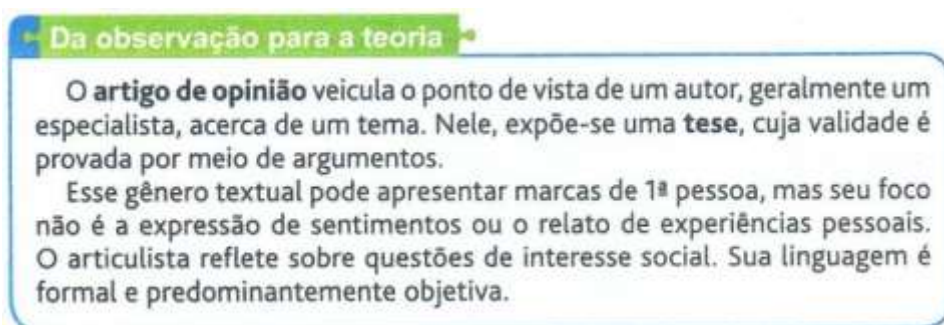 Da observação para a teoria
O artigo de opinião veicula o ponto de vista de um autor, geralmente um
especialista, acerca de um tema. Nele, expõe-se uma tese, cuja validade é
provada por meio de argumentos.
Esse gênero textual pode apresentar marcas de 1ª pessoa, mas seu foco
não é a expressão de sentimentos ou o relato de experiências pessoais.
O articulista reflete sobre questões de interesse social. Sua linguagem é
formal e predominantemente objetiva.